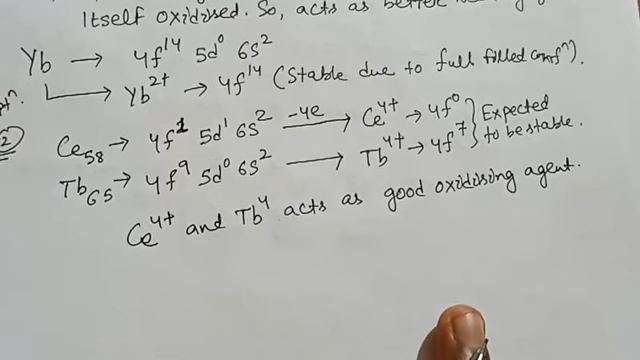 Itself oxidised. So, acts as better
Yb → 4f¹⁴ 5d⁰ 6s²
→ Yb²⁺ → 4f¹⁴ (Stable due to full filled confⁿ).
2
Ce₅₈ → 4f¹ 5d¹ 6s² -4e → Ce⁴⁺ → 4f⁰ } Expected
Tb₆₅ → 4f⁹ 5d⁰ 6s² → Tb⁴⁺ → 4f⁷ } to be stable.
Ce⁴⁺ and Tb⁴ acts as good oxidising agent.